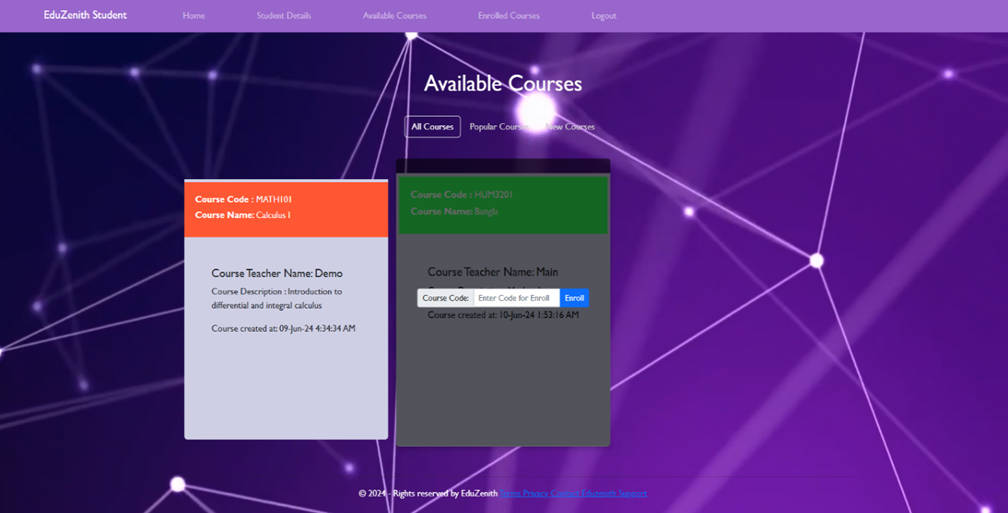 EduZenith Student Home Student Details Available Courses Enrolled Courses Logout
Available Courses
All Courses Popular Courses New Courses
Course Code : MATH101
Course Name: Calculus I
Course Teacher Name: Demo
Course Description : Introduction to
differential and integral calculus
Course created at: 09-Jun-24 4:34:34 AM
Course Code : HUM3201
Course Name: Bangla
Course Teacher Name: Main
Course Code: Enter Code for Enroll Enroll
Course created at: 10-Jun-24 1:53:16 AM
© 2024 - Rights reserved by EduZenith Terms Privacy Contact Eduzenith Support